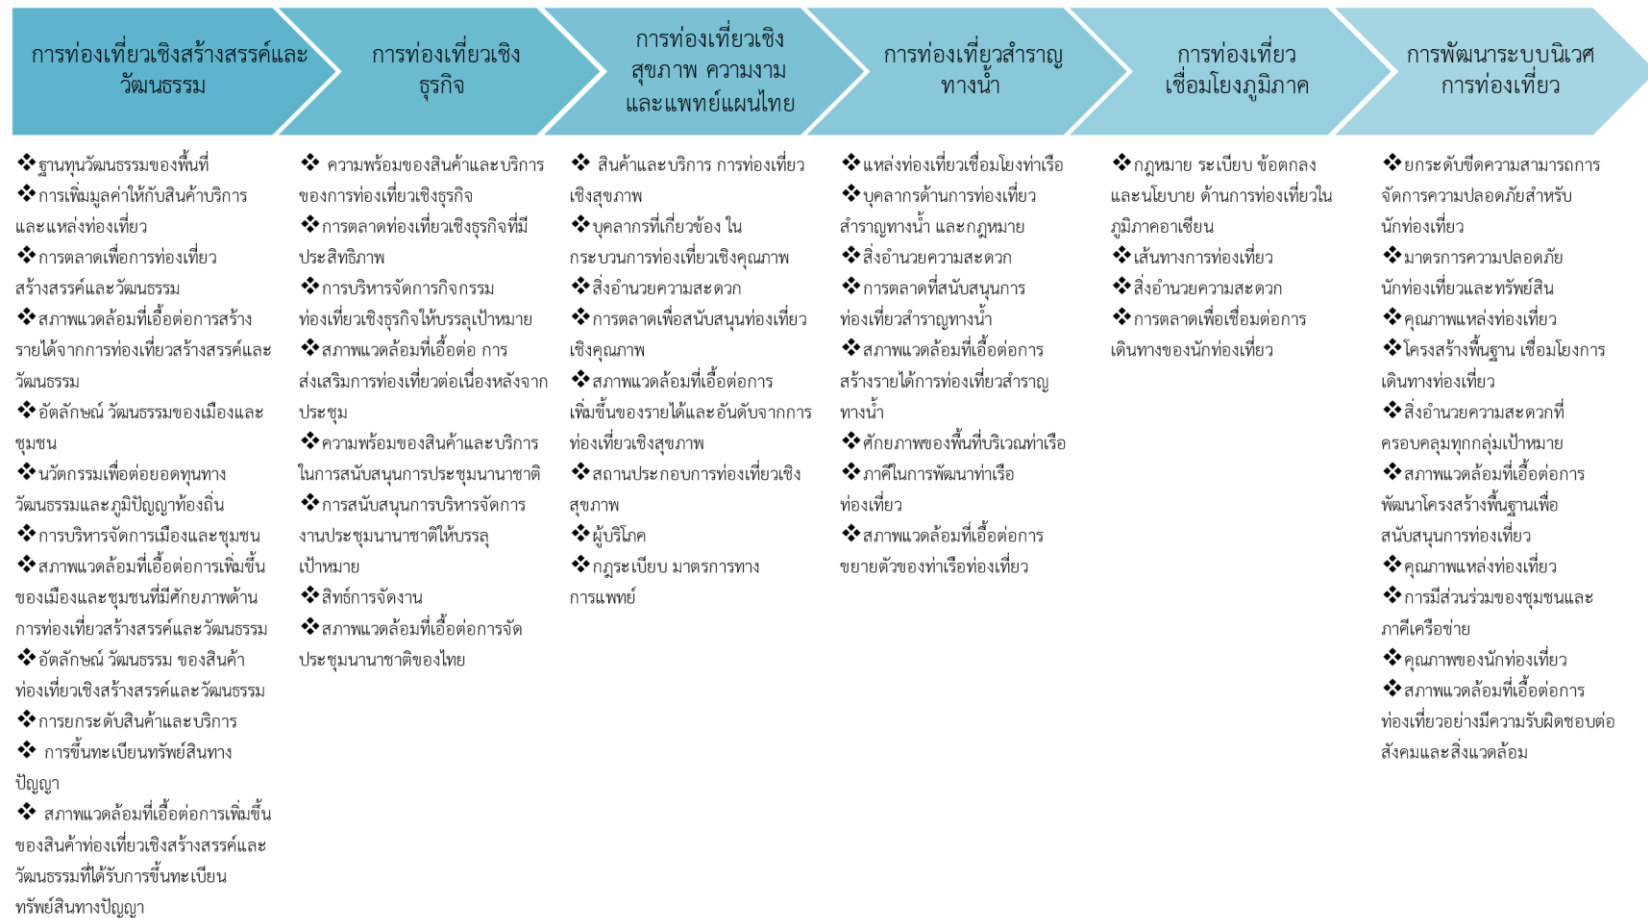 การท่องเที่ยวเชิงสร้างสรรค์และ
วัฒนธรรม
การท่องเที่ยวเชิง
ธุรกิจ
การท่องเที่ยวเชิง
สุขภาพ ความงาม
และแพทย์แผนไทย
การท่องเที่ยวสำราญ
ทางน้ำ
การท่องเที่ยว
เชื่อมโยงภูมิภาค
การพัฒนาระบบนิเวศ
การท่องเที่ยว
❖ฐานทุนวัฒนธรรมของพื้นที่
❖การเพิ่มมูลค่าให้กับสินค้าบริการ
และแหล่งท่องเที่ยว
❖การตลาดเพื่อการท่องเที่ยว
สร้างสรรค์และวัฒนธรรม
❖สภาพแวดล้อมที่เอื้อต่อการสร้าง
รายได้จากการท่องเที่ยวสร้างสรรค์และ
วัฒนธรรม
❖อัตลักษณ์ วัฒนธรรมของเมืองและ
ชุมชน
❖นวัตกรรมเพื่อต่อยอดทุนทาง
วัฒนธรรมและภูมิปัญญาท้องถิ่น
❖การบริหารจัดการเมืองและชุมชน
❖สภาพแวดล้อมที่เอื้อต่อการเพิ่มขึ้น
ของเมืองและชุมชนที่มีศักยภาพด้าน
การท่องเที่ยวสร้างสรรค์และวัฒนธรรม
❖อัตลักษณ์ วัฒนธรรม ของสินค้า
ท่องเที่ยวเชิงสร้างสรรค์และวัฒนธรรม
❖การยกระดับสินค้าและบริการ
❖ การขึ้นทะเบียนทรัพย์สินทาง
ปัญญา
❖ สภาพแวดล้อมที่เอื้อต่อการเพิ่มขึ้น
ของสินค้าท่องเที่ยวเชิงสร้างสรรค์และ
วัฒนธรรมที่ได้รับการขึ้นทะเบียน
ทรัพย์สินทางปัญญา
❖ ความพร้อมของสินค้าและบริการ
ของการท่องเที่ยวเชิงธุรกิจ
❖การตลาดท่องเที่ยวเชิงธุรกิจที่มี
ประสิทธิภาพ
❖การบริหารจัดการกิจกรรม
ท่องเที่ยวเชิงธุรกิจให้บรรลุเป้าหมาย
❖สภาพแวดล้อมที่เอื้อต่อ การ
ส่งเสริมการท่องเที่ยวต่อเนื่องหลังจาก
ประชุม
❖ความพร้อมของสินค้าและบริการ
ในการสนับสนุนการประชุมนานาชาติ
❖การสนับสนุนการบริหารจัดการ
งานประชุมนานาชาติให้บรรลุ
เป้าหมาย
❖สิทธ์การจัดงาน
❖สภาพแวดล้อมที่เอื้อต่อการจัด
ประชุมนานาชาติของไทย
❖ สินค้าและบริการ การท่องเที่ยว
เชิงสุขภาพ
❖บุคลากรที่เกี่ยวข้อง ใน
กระบวนการท่องเที่ยวเชิงคุณภาพ
❖สิ่งอำนวยความสะดวก
❖การตลาดเพื่อสนับสนุนท่องเที่ยว
เชิงคุณภาพ
❖สภาพแวดล้อมที่เอื้อต่อการ
เพิ่มขึ้นของรายได้และอันดับจากการ
ท่องเที่ยวเชิงสุขภาพ
❖สถานประกอบการท่องเที่ยวเชิง
สุขภาพ
❖ผู้บริโภค
❖กฎระเบียบ มาตรการทาง
การแพทย์
❖แหล่งท่องเที่ยวเชื่อมโยงท่าเรือ
❖บุคลากรด้านการท่องเที่ยว
สำราญทางน้ำ และกฎหมาย
❖สิ่งอำนวยความสะดวก
❖การตลาดที่สนับสนุนการ
ท่องเที่ยวสำราญทางน้ำ
❖สภาพแวดล้อมที่เอื้อต่อการ
สร้างรายได้การท่องเที่ยวสำราญ
ทางน้ำ
❖ศักยภาพของพื้นที่บริเวณท่าเรือ
❖ภาคีในการพัฒนาท่าเรือ
ท่องเที่ยว
❖สภาพแวดล้อมที่เอื้อต่อการ
ขยายตัวของท่าเรือท่องเที่ยว
❖กฎหมาย ระเบียบ ข้อตกลง
และนโยบาย ด้านการท่องเที่ยวใน
ภูมิภาคอาเซียน
❖เส้นทางการท่องเที่ยว
❖สิ่งอำนวยความสะดวก
❖การตลาดเพื่อเชื่อมต่อการ
เดินทางของนักท่องเที่ยว
❖ยกระดับขีดความสามารถการ
จัดการความปลอดภัยสำหรับ
นักท่องเที่ยว
❖มาตรการความปลอดภัย
นักท่องเที่ยวและทรัพย์สิน
❖คุณภาพแหล่งท่องเที่ยว
❖โครงสร้างพื้นฐาน เชื่อมโยงการ
เดินทางท่องเที่ยว
❖สิ่งอำนวยความสะดวกที่
ครอบคลุมทุกกลุ่มเป้าหมาย
❖สภาพแวดล้อมที่เอื้อต่อการ
พัฒนาโครงสร้างพื้นฐานเพื่อ
สนับสนุนการท่องเที่ยว
❖คุณภาพแหล่งท่องเที่ยว
❖การมีส่วนร่วมของชุมชนและ
ภาคีเครือข่าย
❖คุณภาพของนักท่องเที่ยว
❖สภาพแวดล้อมที่เอื้อต่อการ
ท่องเที่ยวอย่างมีความรับผิดชอบต่อ
สังคมและสิ่งแวดล้อม